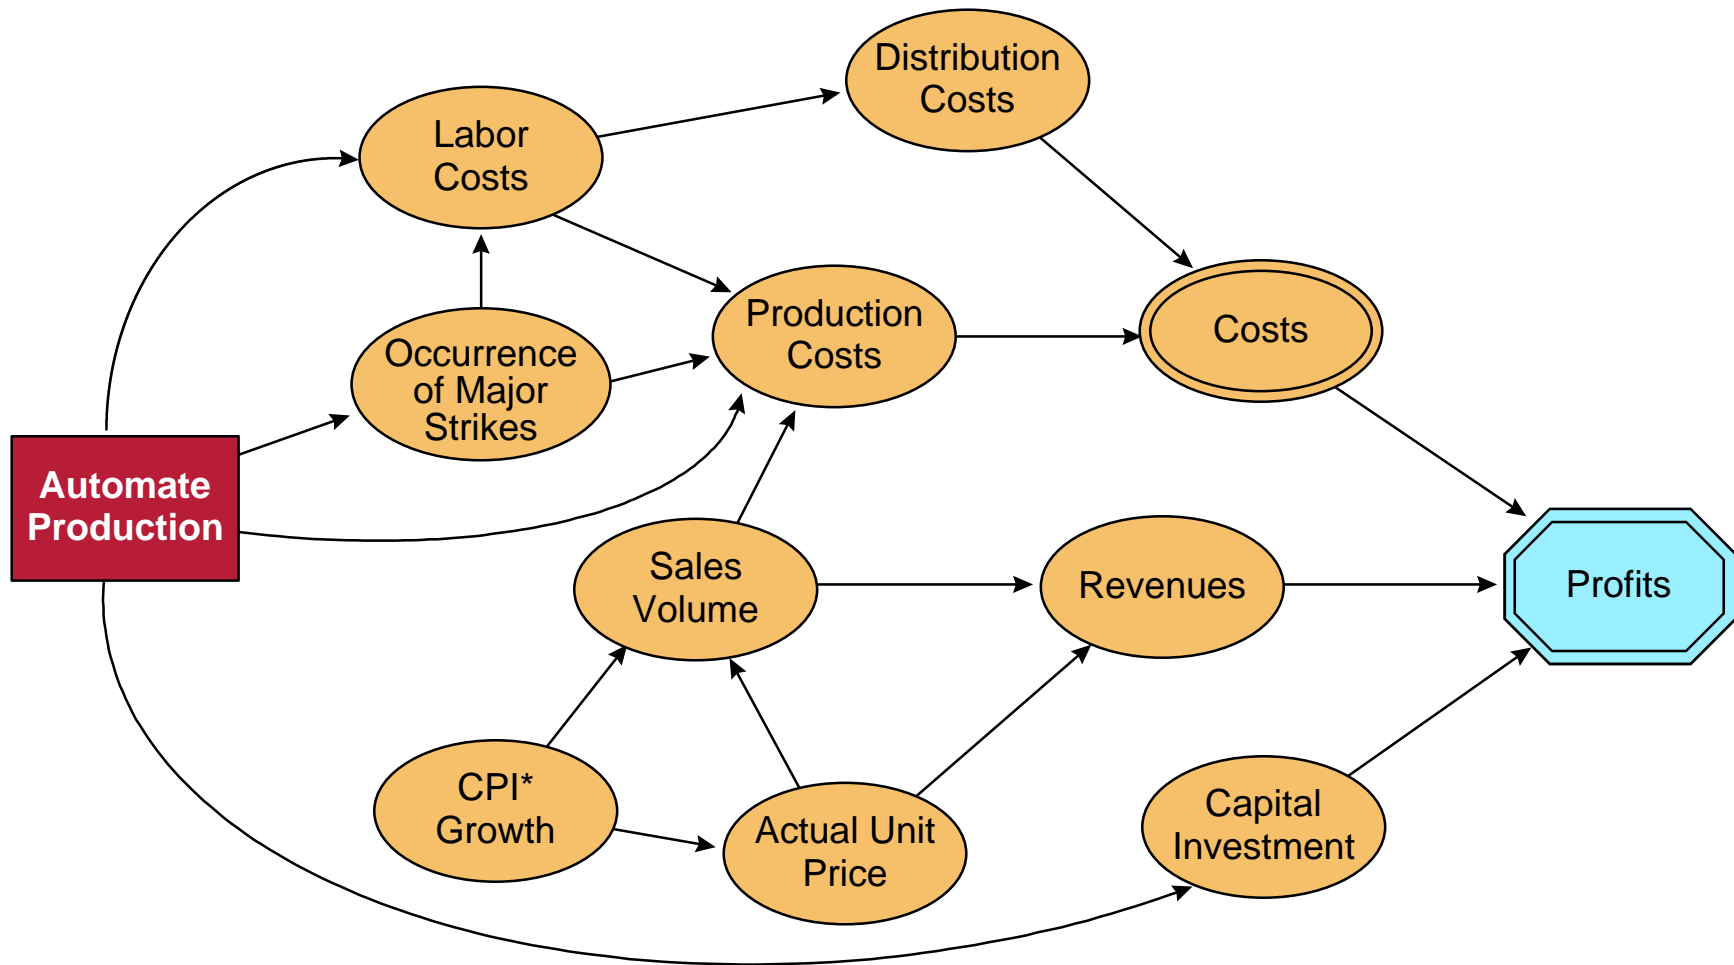 Distribution
Costs
Labor
Costs
Production
Costs
Costs
Occurrence
of Major
Strikes
Automate
Production
Sales
Volume
Revenues
Profits
CPI*
Growth
Actual Unit
Price
Capital
Investment